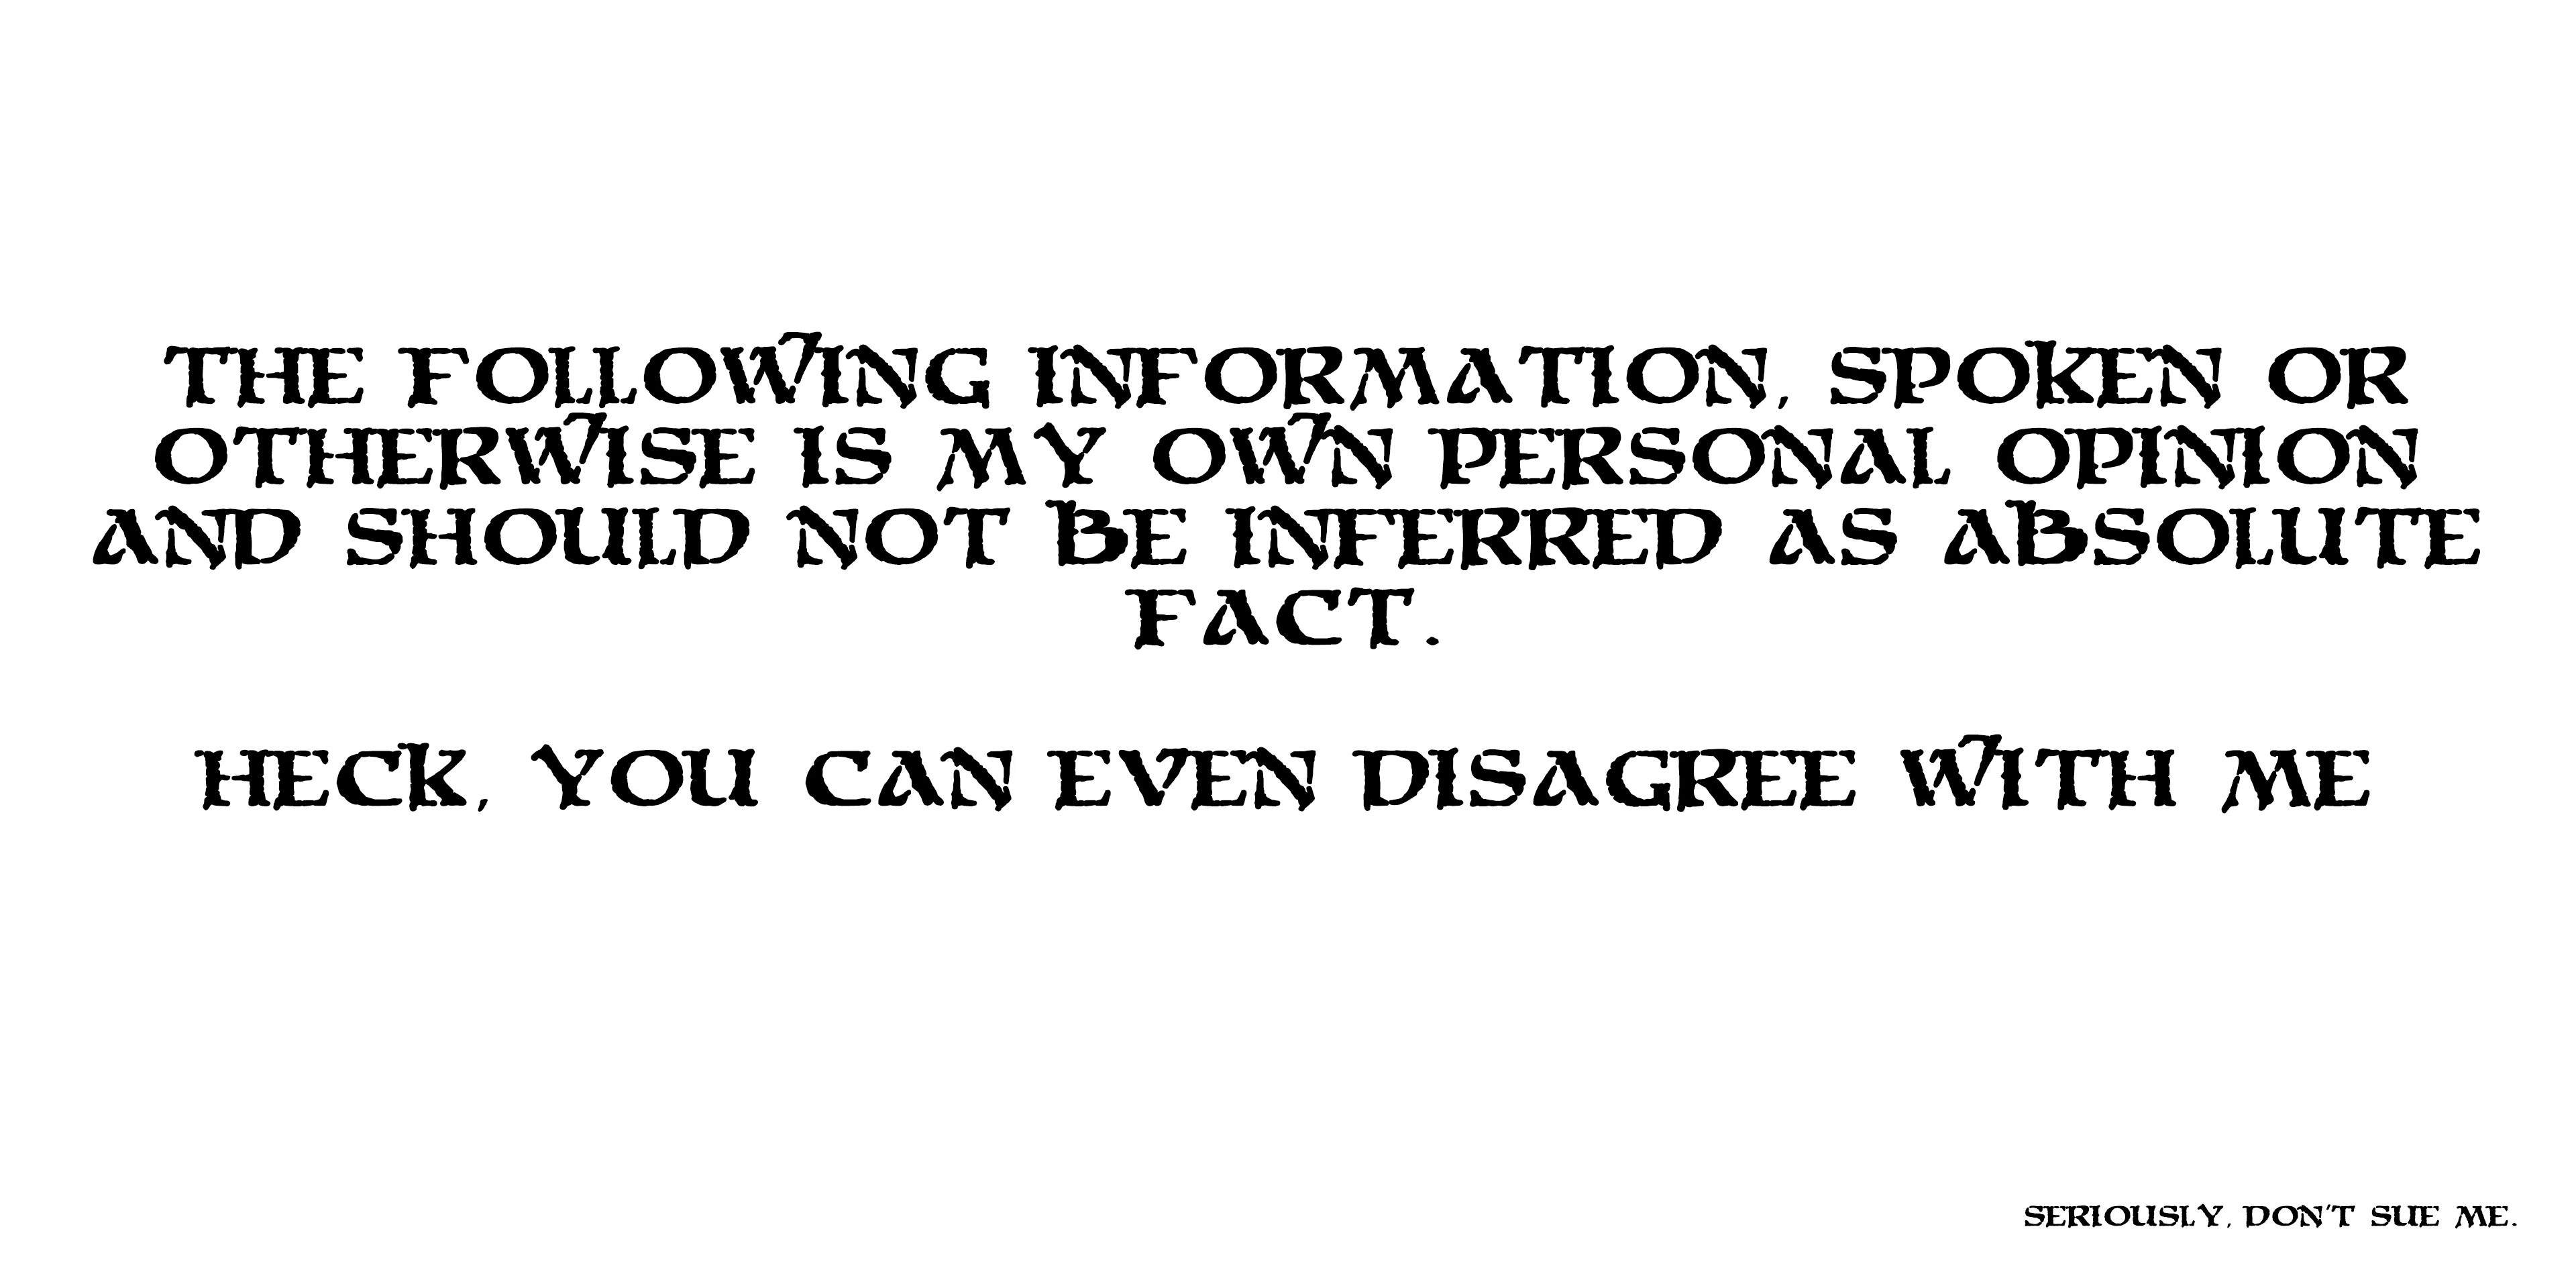 THE FOLLOWING INFORMATION, SPOKEN OR
OTHERWISE IS MY OWN PERSONAL OPINION
AND SHOULD NOT BE INFERRED AS ABSOLUTE
FACT.
HECK, YOU CAN EVEN DISAGREE WITH ME
SERIOUSLY, DON'T SUE ME.